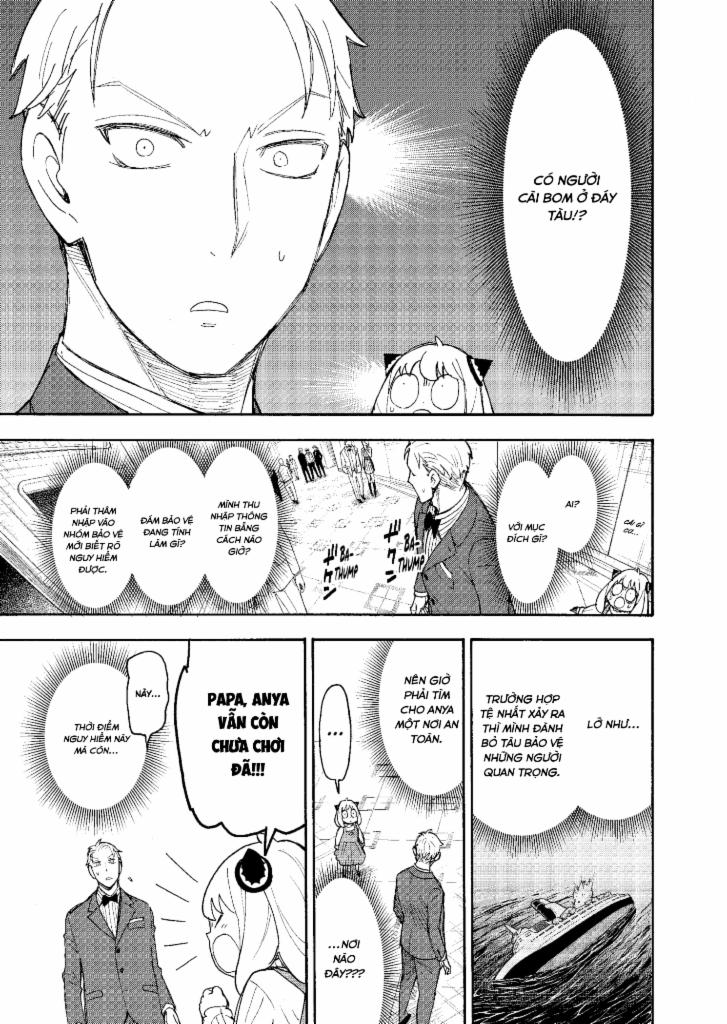 CÓ NGƯỜI
CÀI BOM Ở ĐÁY
TÀU!?
AI?
VỚI MỤC
ĐÍCH GÌ?
CÁI GÌ
CƠ...
BA-
THUMP
BA-
THUMP
MÌNH THU
NHẬP THÔNG
TIN BẰNG
CÁCH NÀO
GIỜ?
ĐÁM BẢO VỆ
ĐANG TÍNH
LÀM GÌ?
PHẢI THÂM
NHẬP VÀO
NHÓM BẢO VỆ
MỚI BIẾT RÕ
NGUY HIỂM
ĐƯỢC.
LỠ NHƯ...
TRƯỜNG HỢP
TỆ NHẤT XẢY RA
THÌ MÌNH ĐÀNH
BỎ TÀU BẢO VỆ
NHỮNG NGƯỜI
QUAN TRỌNG.
NÊN GIỜ
PHẢI TÌM
CHO ANYA
MỘT NƠI AN
TOÀN.
...
...NƠI
NÀO
ĐÂY???
PAPA, ANYA
VẪN CÒN
CHƯA CHƠI
ĐÃ!!!
NÀY...
THỜI ĐIỂM
NGUY HIỂM NÀY
MÀ CÒN...